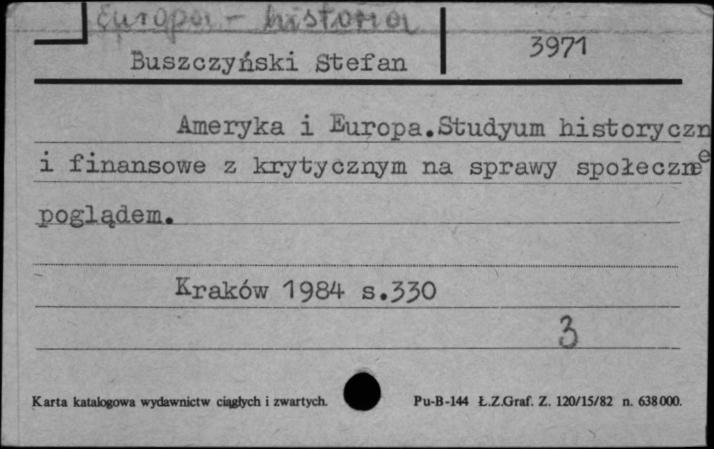 Europa - historia
3971
Buszczyński Stefan
Ameryka i Europa.Studyum historyczn
i finansowe z krytycznym na sprawy społeczne
poglądem.
Kraków 1984 s.330
3
Karta katalogowa wydawnictw ciągłych i zwartych.
Pu-B-144 Ł.Z.Graf. Z. 120/15/82 n. 638000.